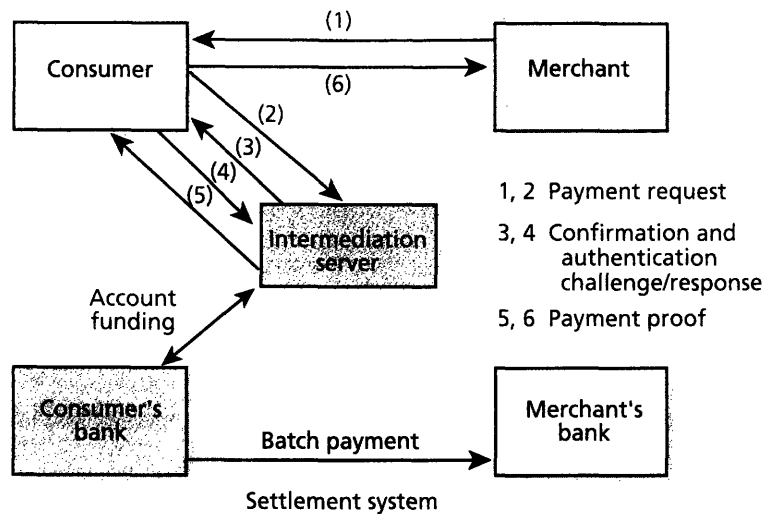 (1)
Consumer
Merchant
(6)
(2)
(3)
(4)
(5)
1, 2 Payment request
Intermediation
server
3, 4 Confirmation and
authentication
challenge/response
Account
funding
5, 6 Payment proof
Consumer's
bank
Merchant's
bank
Batch payment
Settlement system